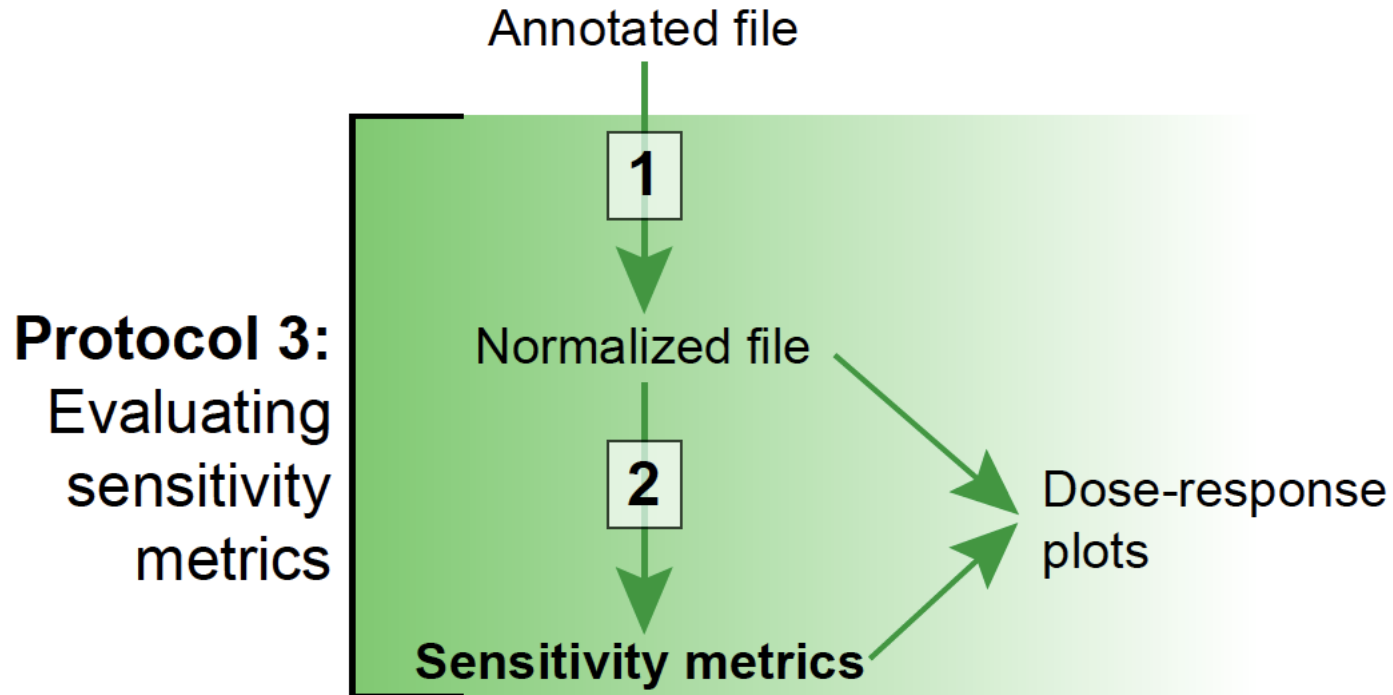 Annotated file
1
Protocol 3:
Evaluating
sensitivity
metrics
Normalized file
2
Dose-response
plots
Sensitivity metrics